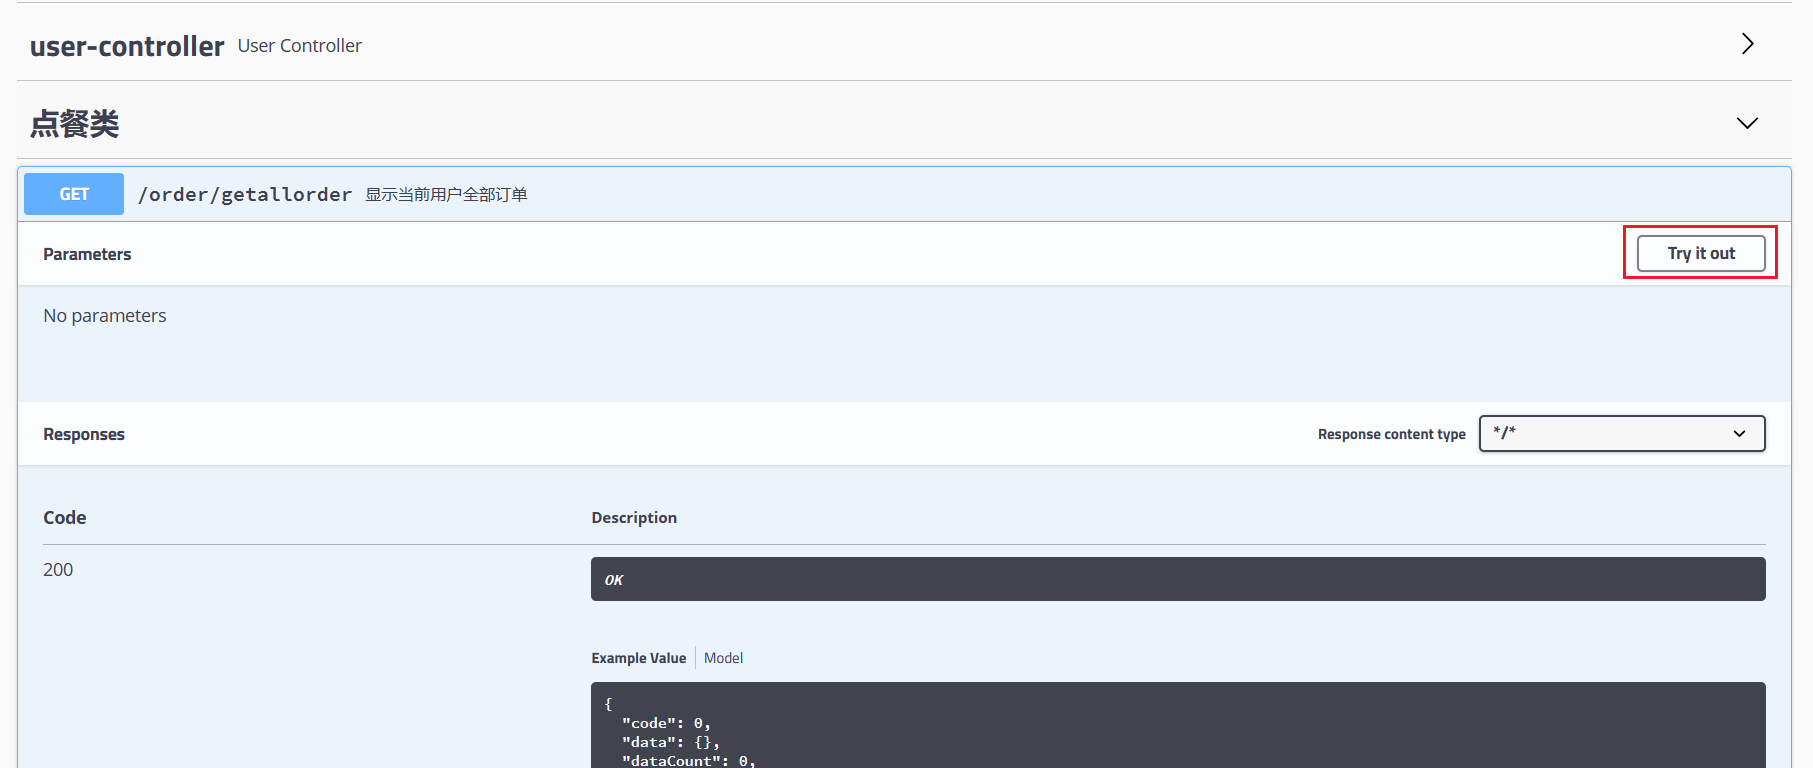 user-controller User Controller
点餐类
GET /order/getallorder 显示当前用户全部订单
Parameters Try it out
No parameters
Responses Response content type */*
Code Description
200 OK
Example Value Model
{
"code": 0,
"data": {},
"dataCount": 0,